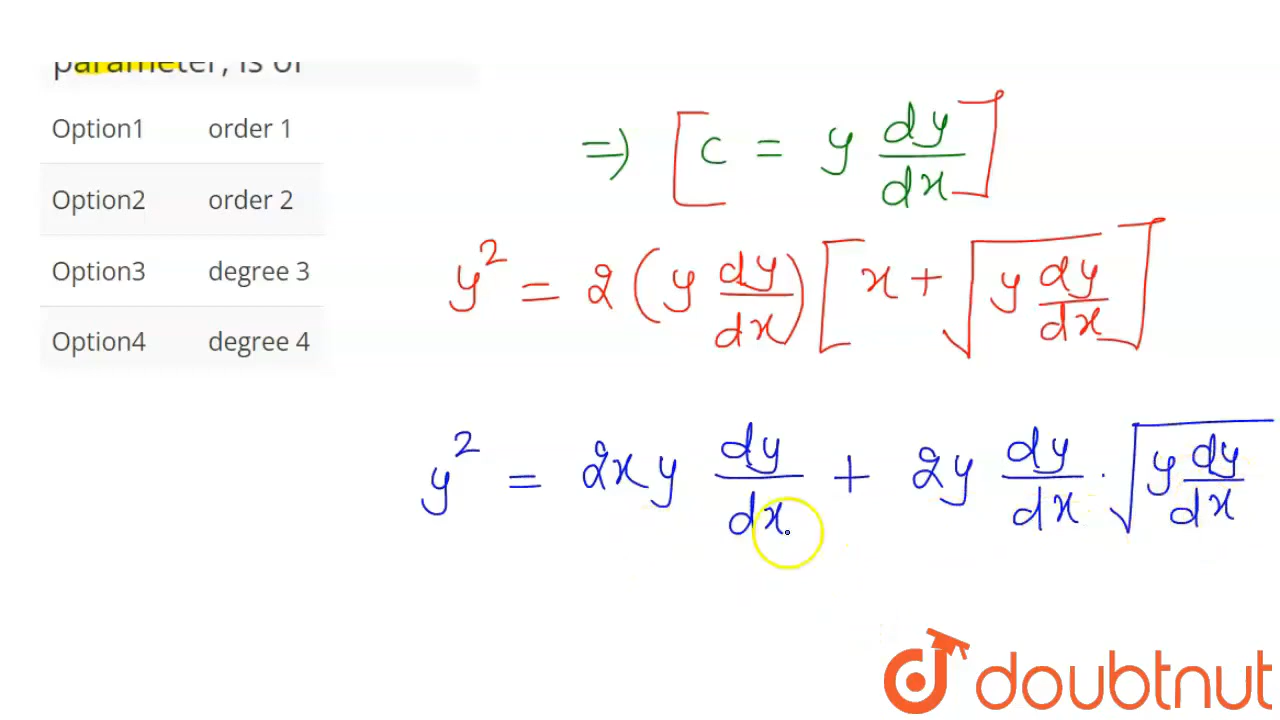 parameter, is of
Option1 order 1
Option2 order 2
Option3 degree 3
Option4 degree 4
⇒ [c = y dy/dx]
y² = 2(y dy/dx)[x + √(y dy/dx)]
y² = 2xy dy/dx + 2y dy/dx · √(y dy/dx)
doubtnut